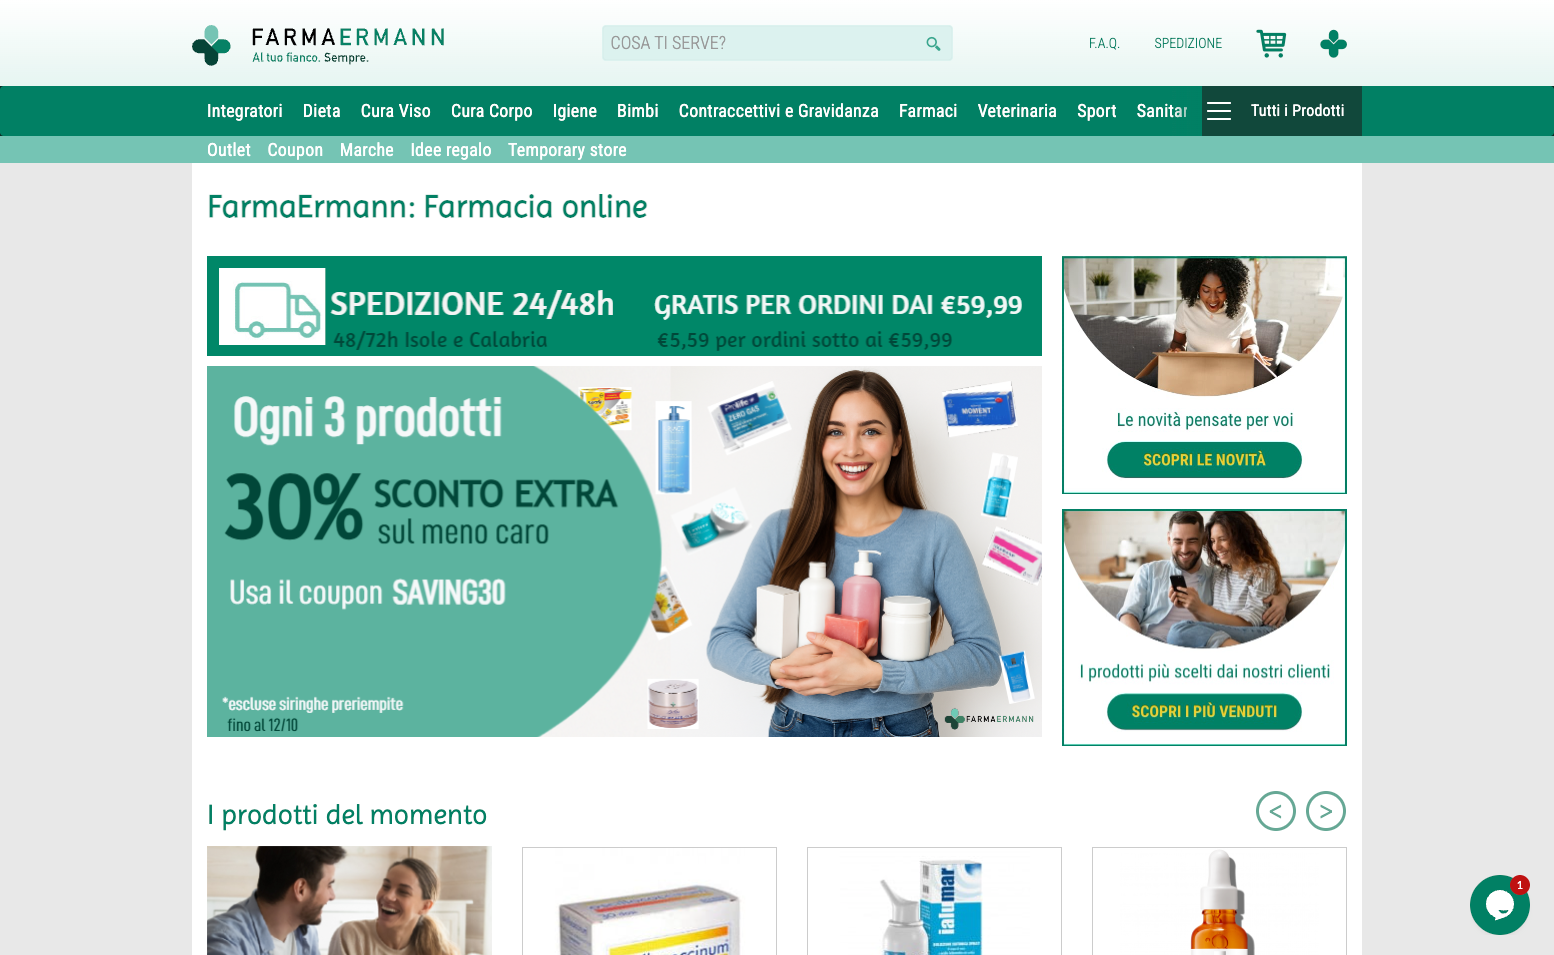 FARMAERMANN
Al tuo fianco. Sempre.
COSA TI SERVE?
F.A.Q.
SPEDIZIONE
Integratori
Dieta
Cura Viso
Cura Corpo
Igiene
Bimbi
Contraccettivi e Gravidanza
Farmaci
Veterinaria
Sport
Sanitar
Tutti i Prodotti
Outlet
Coupon
Marche
Idee regalo
Temporary store
FarmaErmann: Farmacia online
SPEDIZIONE 24/48h
48/72h Isole e Calabria
GRATIS PER ORDINI DAI €59,99
€5,59 per ordini sotto ai €59,99
Ogni 3 prodotti
30% SCONTO EXTRA
sul meno caro
Usa il coupon SAVING30
*escluse siringhe preriempite
fino al 12/10
Prolife
ZERO GAS
MOMENT
FARMAERMANN
Le novità pensate per voi
SCOPRI LE NOVITÀ
I prodotti più scelti dai nostri clienti
SCOPRI I PIÙ VENDUTI
I prodotti del momento
<
>
ialumar
1